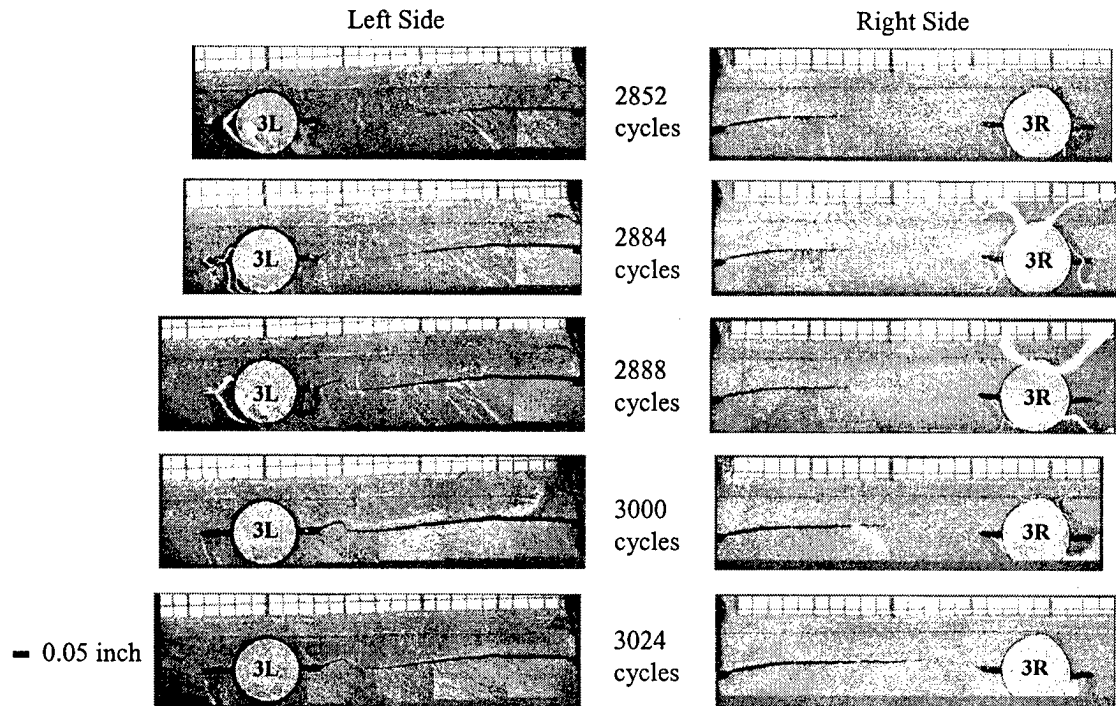 Left Side
Right Side
3L
2852
cycles
3R
3L
2884
cycles
3R
3L
2888
cycles
3R
3L
3000
cycles
3R
0.05 inch
3L
3024
cycles
3R